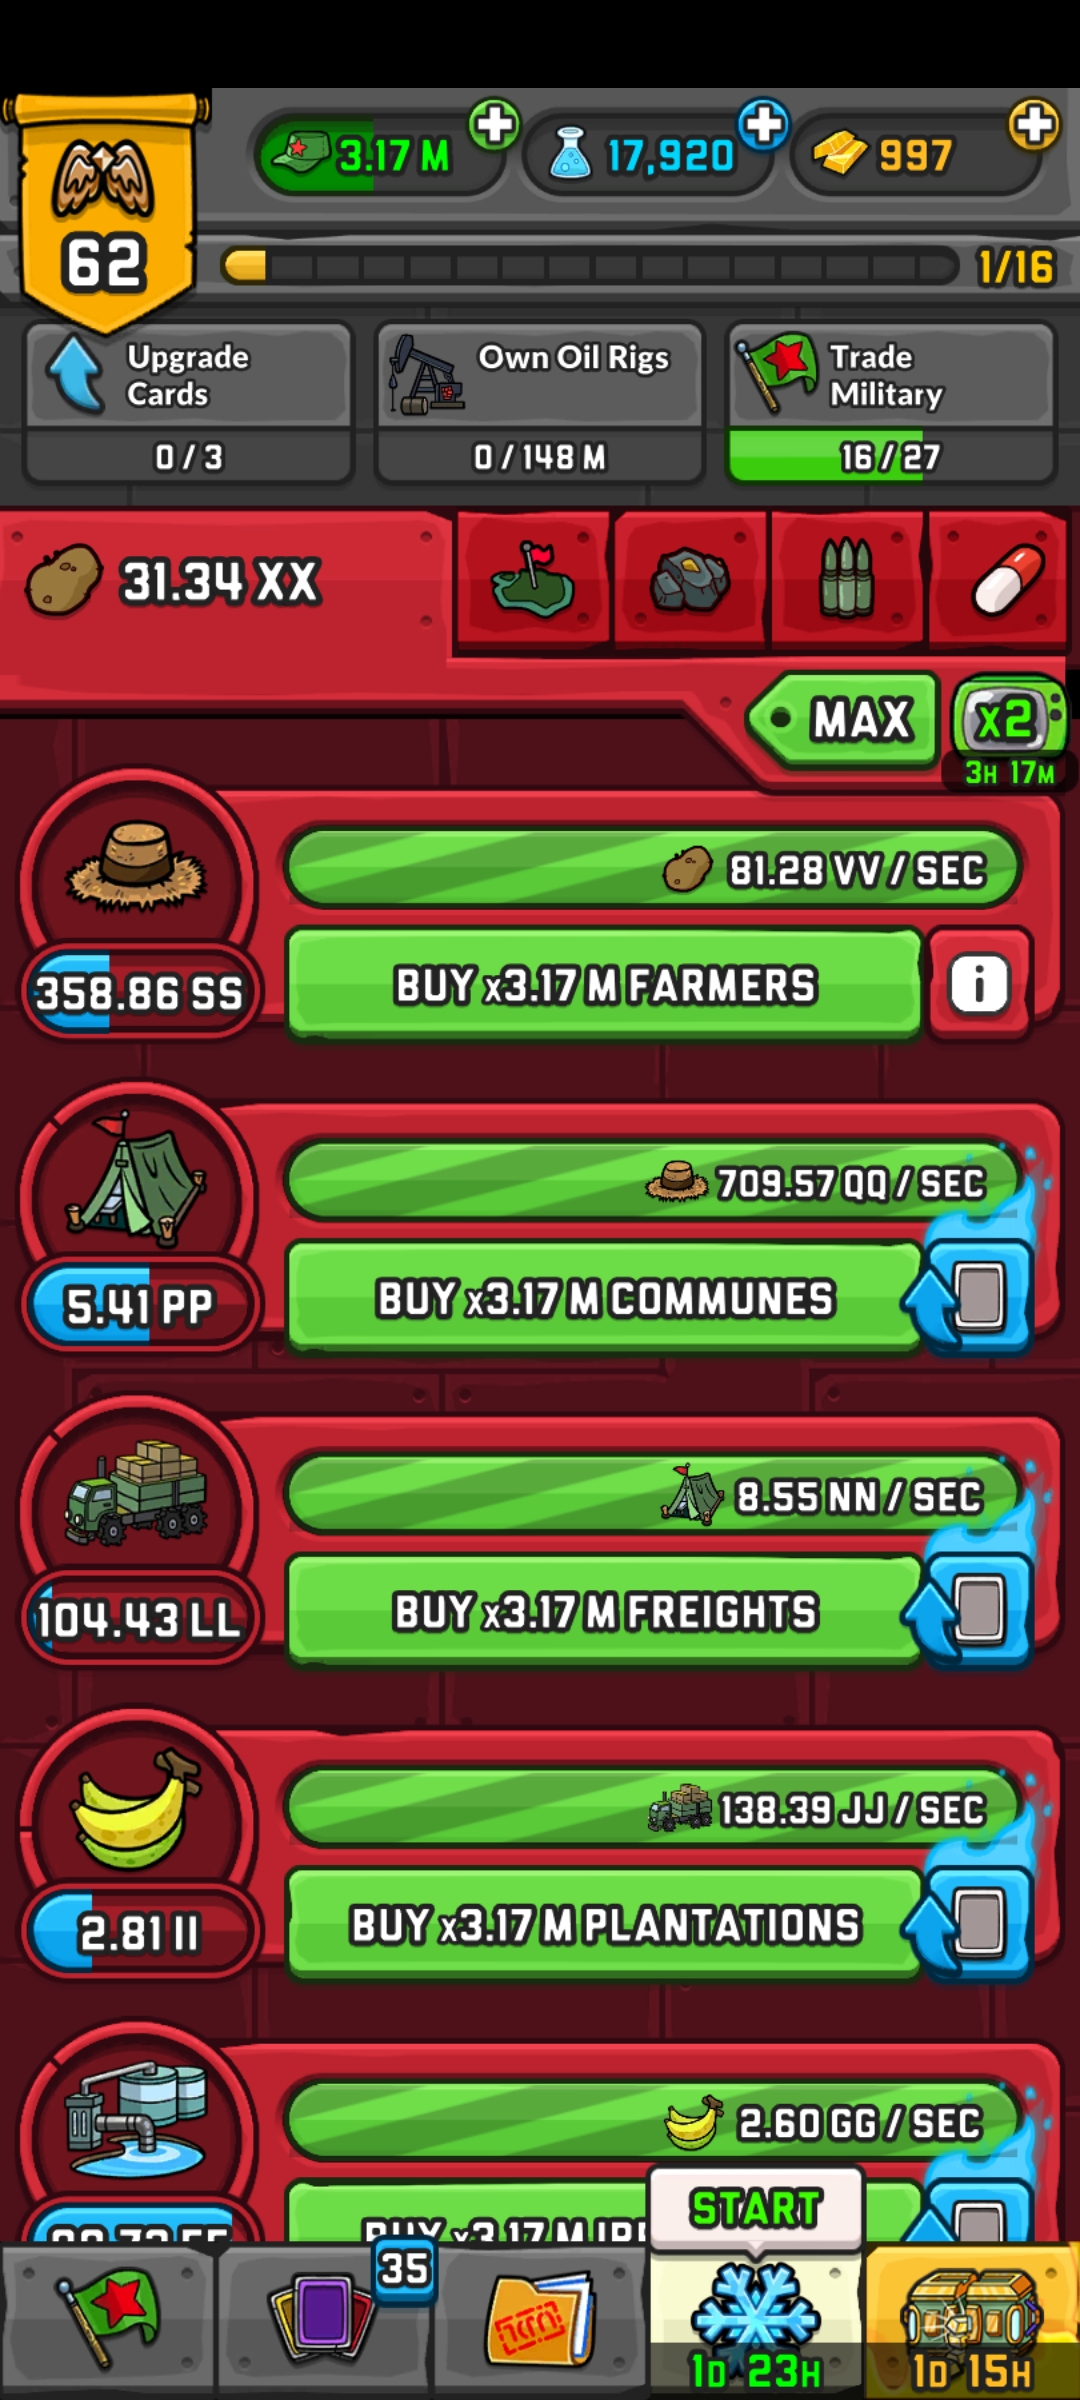 3.17 M
17,920
997
62
1/16
Upgrade
Cards
0 / 3
Own Oil Rigs
0 / 148 M
Trade
Military
16 / 27
31.34 XX
MAX
x2
3H 17M
81.28 VV / SEC
358.86 SS
BUY x3.17 M FARMERS
i
709.57 QQ / SEC
5.41 PP
BUY x3.17 M COMMUNES
8.55 NN / SEC
104.43 LL
BUY x3.17 M FREIGHTS
138.39 JJ / SEC
2.81 II
BUY x3.17 M PLANTATIONS
2.60 GG / SEC
BUY x3.17 M
START
35
1D 23H
1D 15H